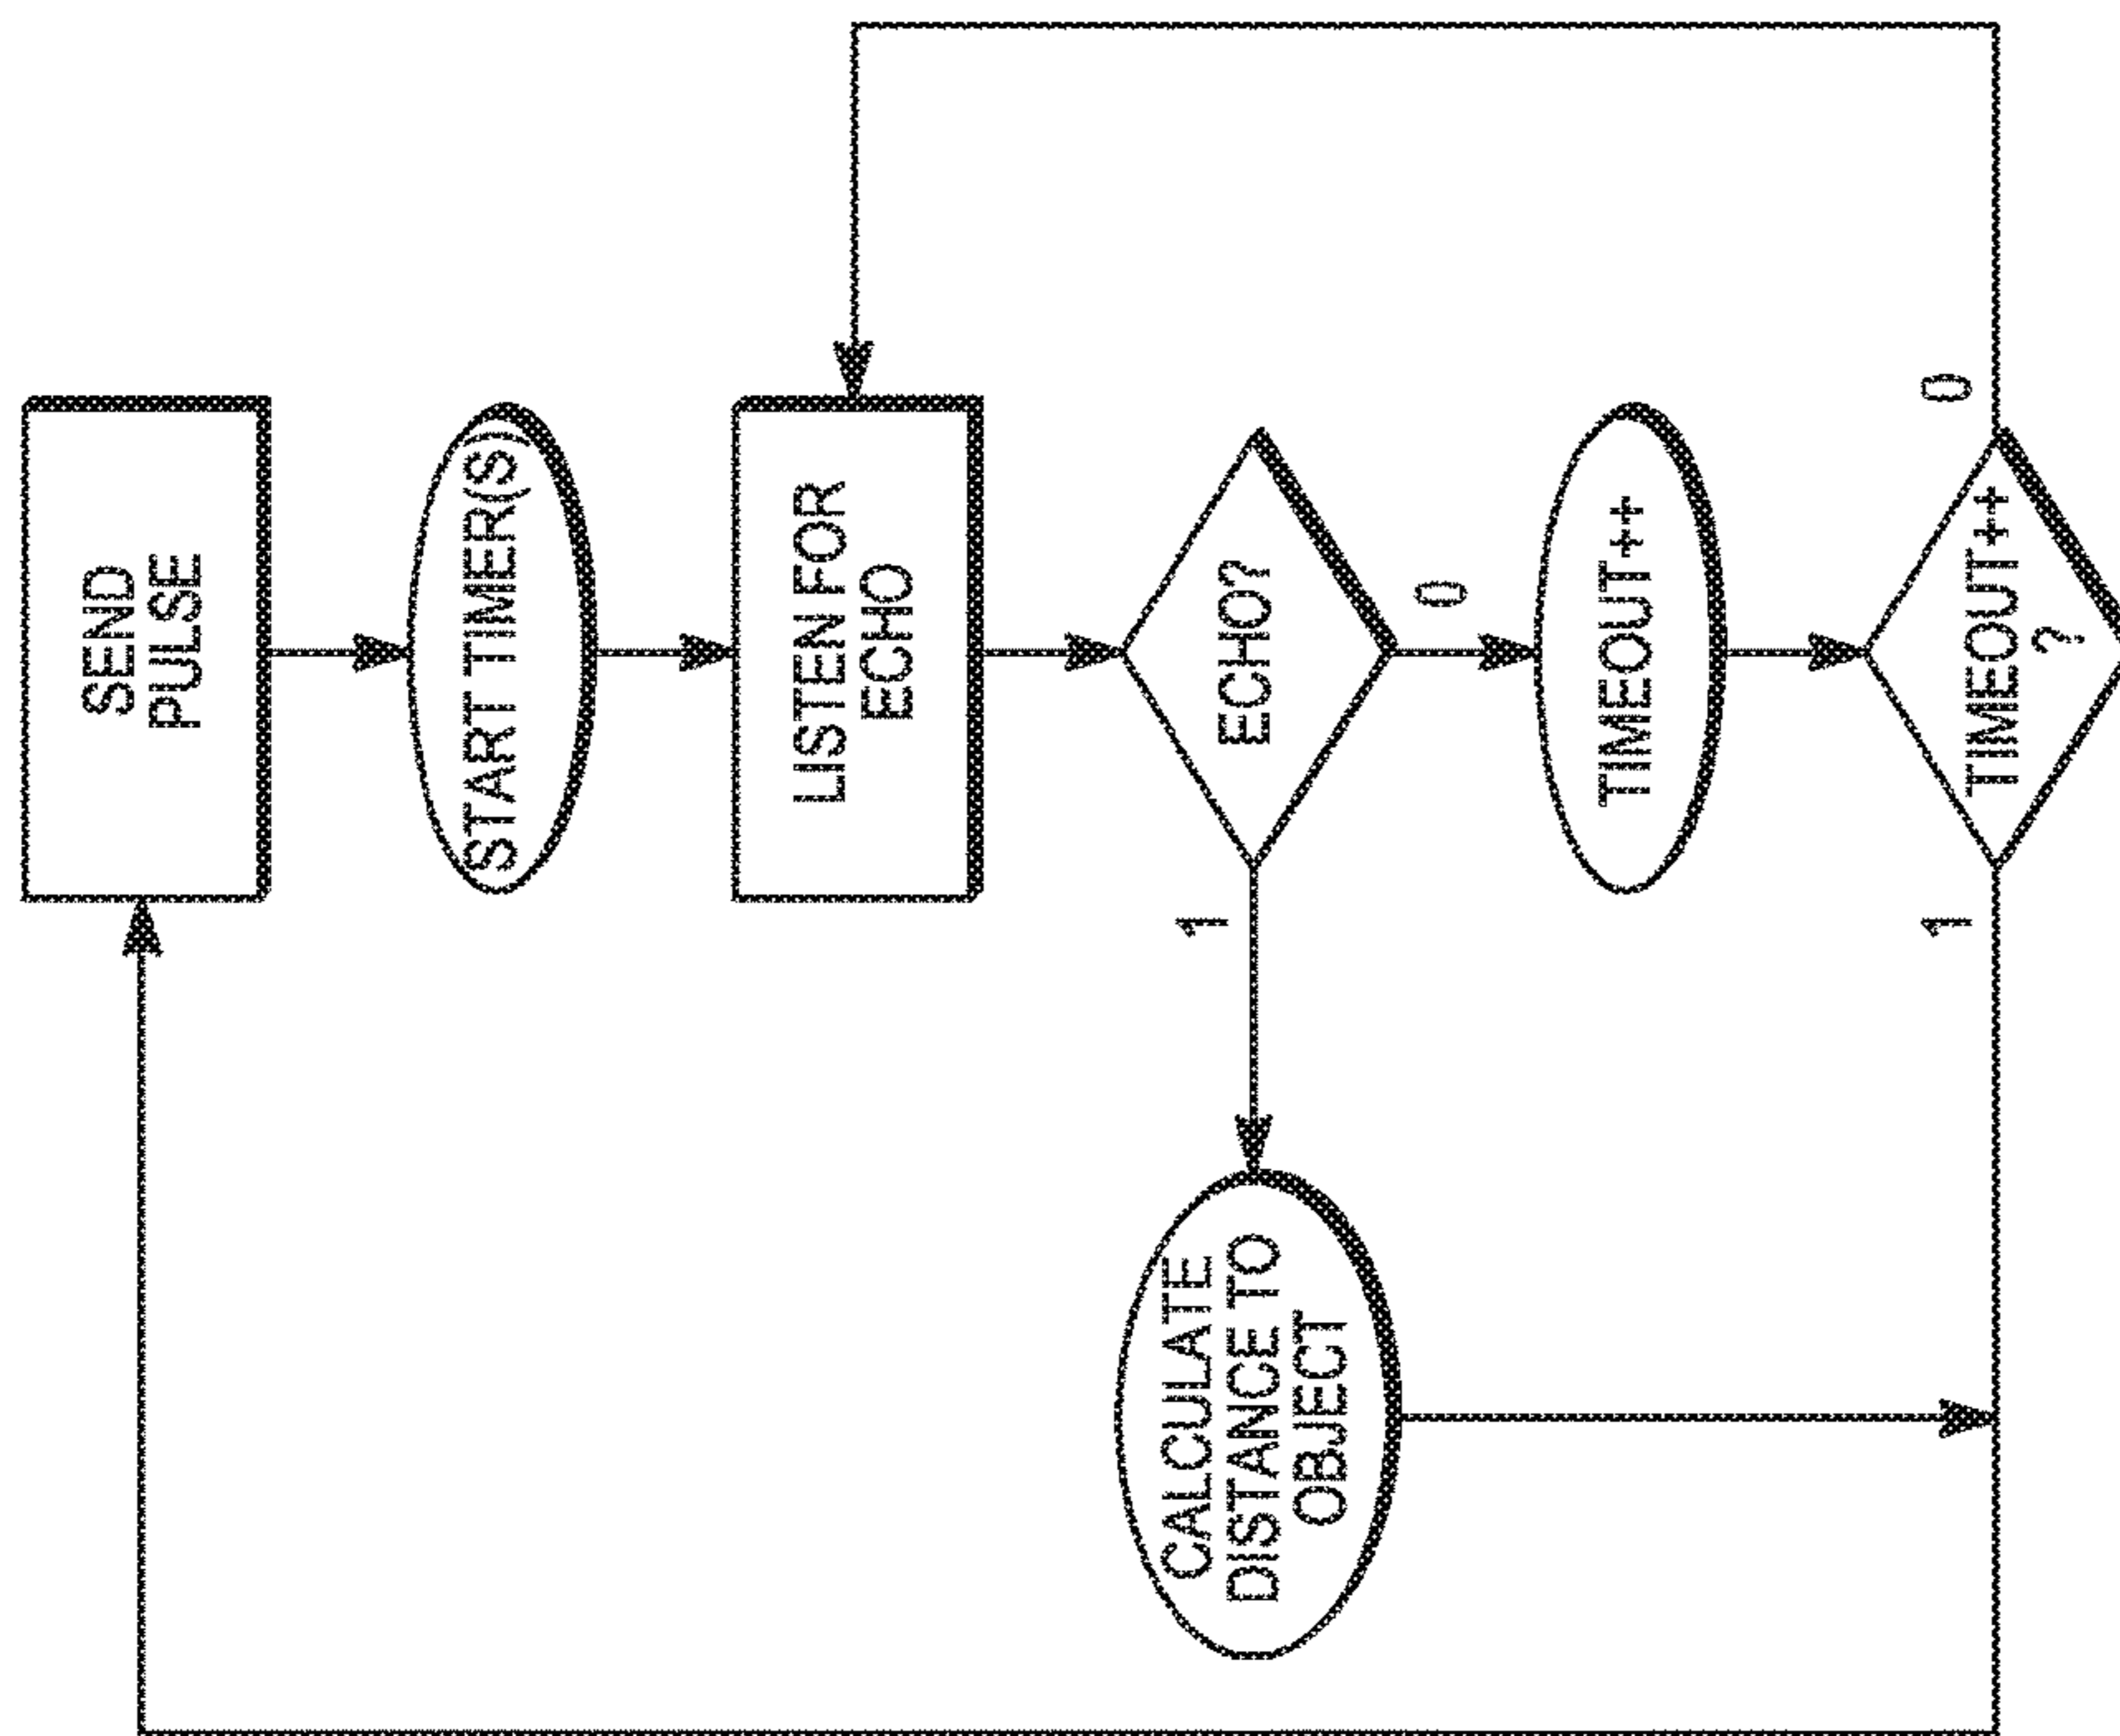 SEND
PULSE
START TIMER(S)
LISTEN FOR
ECHO
ECHO?
1
0
CALCULATE
DISTANCE TO
OBJECT
TIMEOUT++
TIMEOUT++
?
1
0